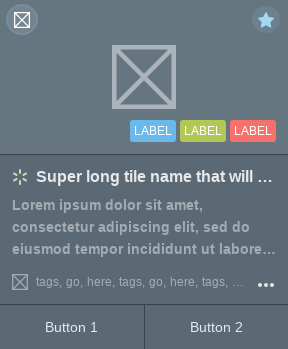 LABEL LABEL LABEL
Super long tile name that will …
Lorem ipsum dolor sit amet,
consectetur adipiscing elit, sed do
eiusmod tempor incididunt ut labore…
tags, go, here, tags, go, here, tags, …
Button 1 Button 2